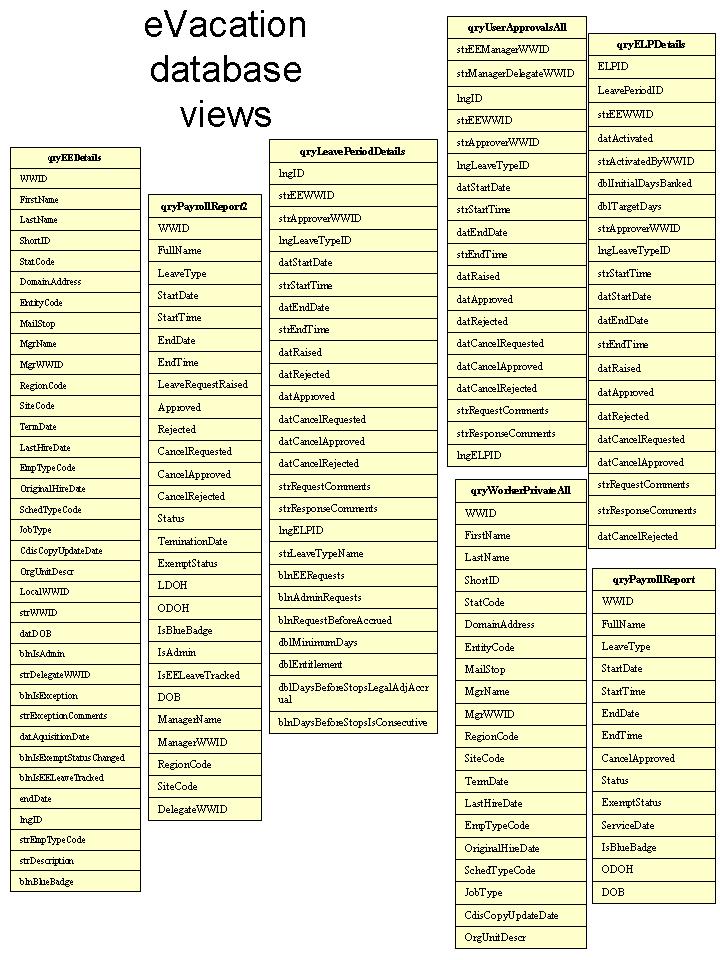 eVacation
database
views
qryEEDetails
WWID
FirstName
LastName
ShortID
StatCode
DomainAddress
EntityCode
MailStop
MgrName
MgrWWID
RegionCode
SiteCode
TermDate
LastHireDate
EmpTypeCode
OriginalHireDate
SchedTypeCode
JobType
CdisCopyUpdateDate
OrgUnitDescr
LocalWWID
strWWID
datDOB
blnIsAdmin
strDelegateWWID
blnIsException
strExceptionComments
datAquisitionDate
blnIsExemptStatusChanged
blnIsEELeaveTracked
endDate
lngID
strEmpTypeCode
strDescription
blnBlueBadge
qryPayrollReport2
WWID
FullName
LeaveType
StartDate
StartTime
EndDate
EndTime
LeaveRequestRaised
Approved
Rejected
CancelRequested
CancelApproved
CancelRejected
Status
TeminationDate
ExemptStatus
LDOH
ODOH
IsBlueBadge
IsAdmin
IsEELeaveTracked
DOB
ManagerName
ManagerWWID
RegionCode
SiteCode
DelegateWWID
qryLeavePeriodDetails
lngID
strEEWWID
strApproverWWID
lngLeaveTypeID
datStartDate
strStartTime
datEndDate
strEndTime
datRaised
datRejected
datApproved
datCancelRequested
datCancelApproved
datCancelRejected
strRequestComments
strResponseComments
lngELPID
strLeaveTypeName
blnEERequests
blnAdminRequests
blnRequestBeforeAccrued
dblMinimumDays
dblEntitlement
dblDaysBeforeStopsLegalAdjAccr
ual
blnDaysBeforeStopsIsConsecutive
qryUserApprovalsAll
strEEManagerWWID
strManagerDelegateWWID
lngID
strEEWWID
strApproverWWID
lngLeaveTypeID
datStartDate
strStartTime
datEndDate
strEndTime
datRaised
datApproved
datRejected
datCancelRequested
datCancelApproved
datCancelRejected
strRequestComments
strResponseComments
lngELPID
qryWorkerPrivateAll
WWID
FirstName
LastName
ShortID
StatCode
DomainAddress
EntityCode
MailStop
MgrName
MgrWWID
RegionCode
SiteCode
TermDate
LastHireDate
EmpTypeCode
OriginalHireDate
SchedTypeCode
JobType
CdisCopyUpdateDate
OrgUnitDescr
qryELPDetails
ELPID
LeavePeriodID
strEEWWID
datActivated
strActivatedByWWID
dblInitialDaysBanked
dblTargetDays
strApproverWWID
lngLeaveTypeID
strStartTime
datStartDate
datEndDate
strEndTime
datRaised
datApproved
datRejected
datCancelRequested
datCancelApproved
strRequestComments
strResponseComments
datCancelRejected
qryPayrollReport
WWID
FullName
LeaveType
StartDate
StartTime
EndDate
EndTime
CancelApproved
Status
ExemptStatus
ServiceDate
IsBlueBadge
ODOH
DOB